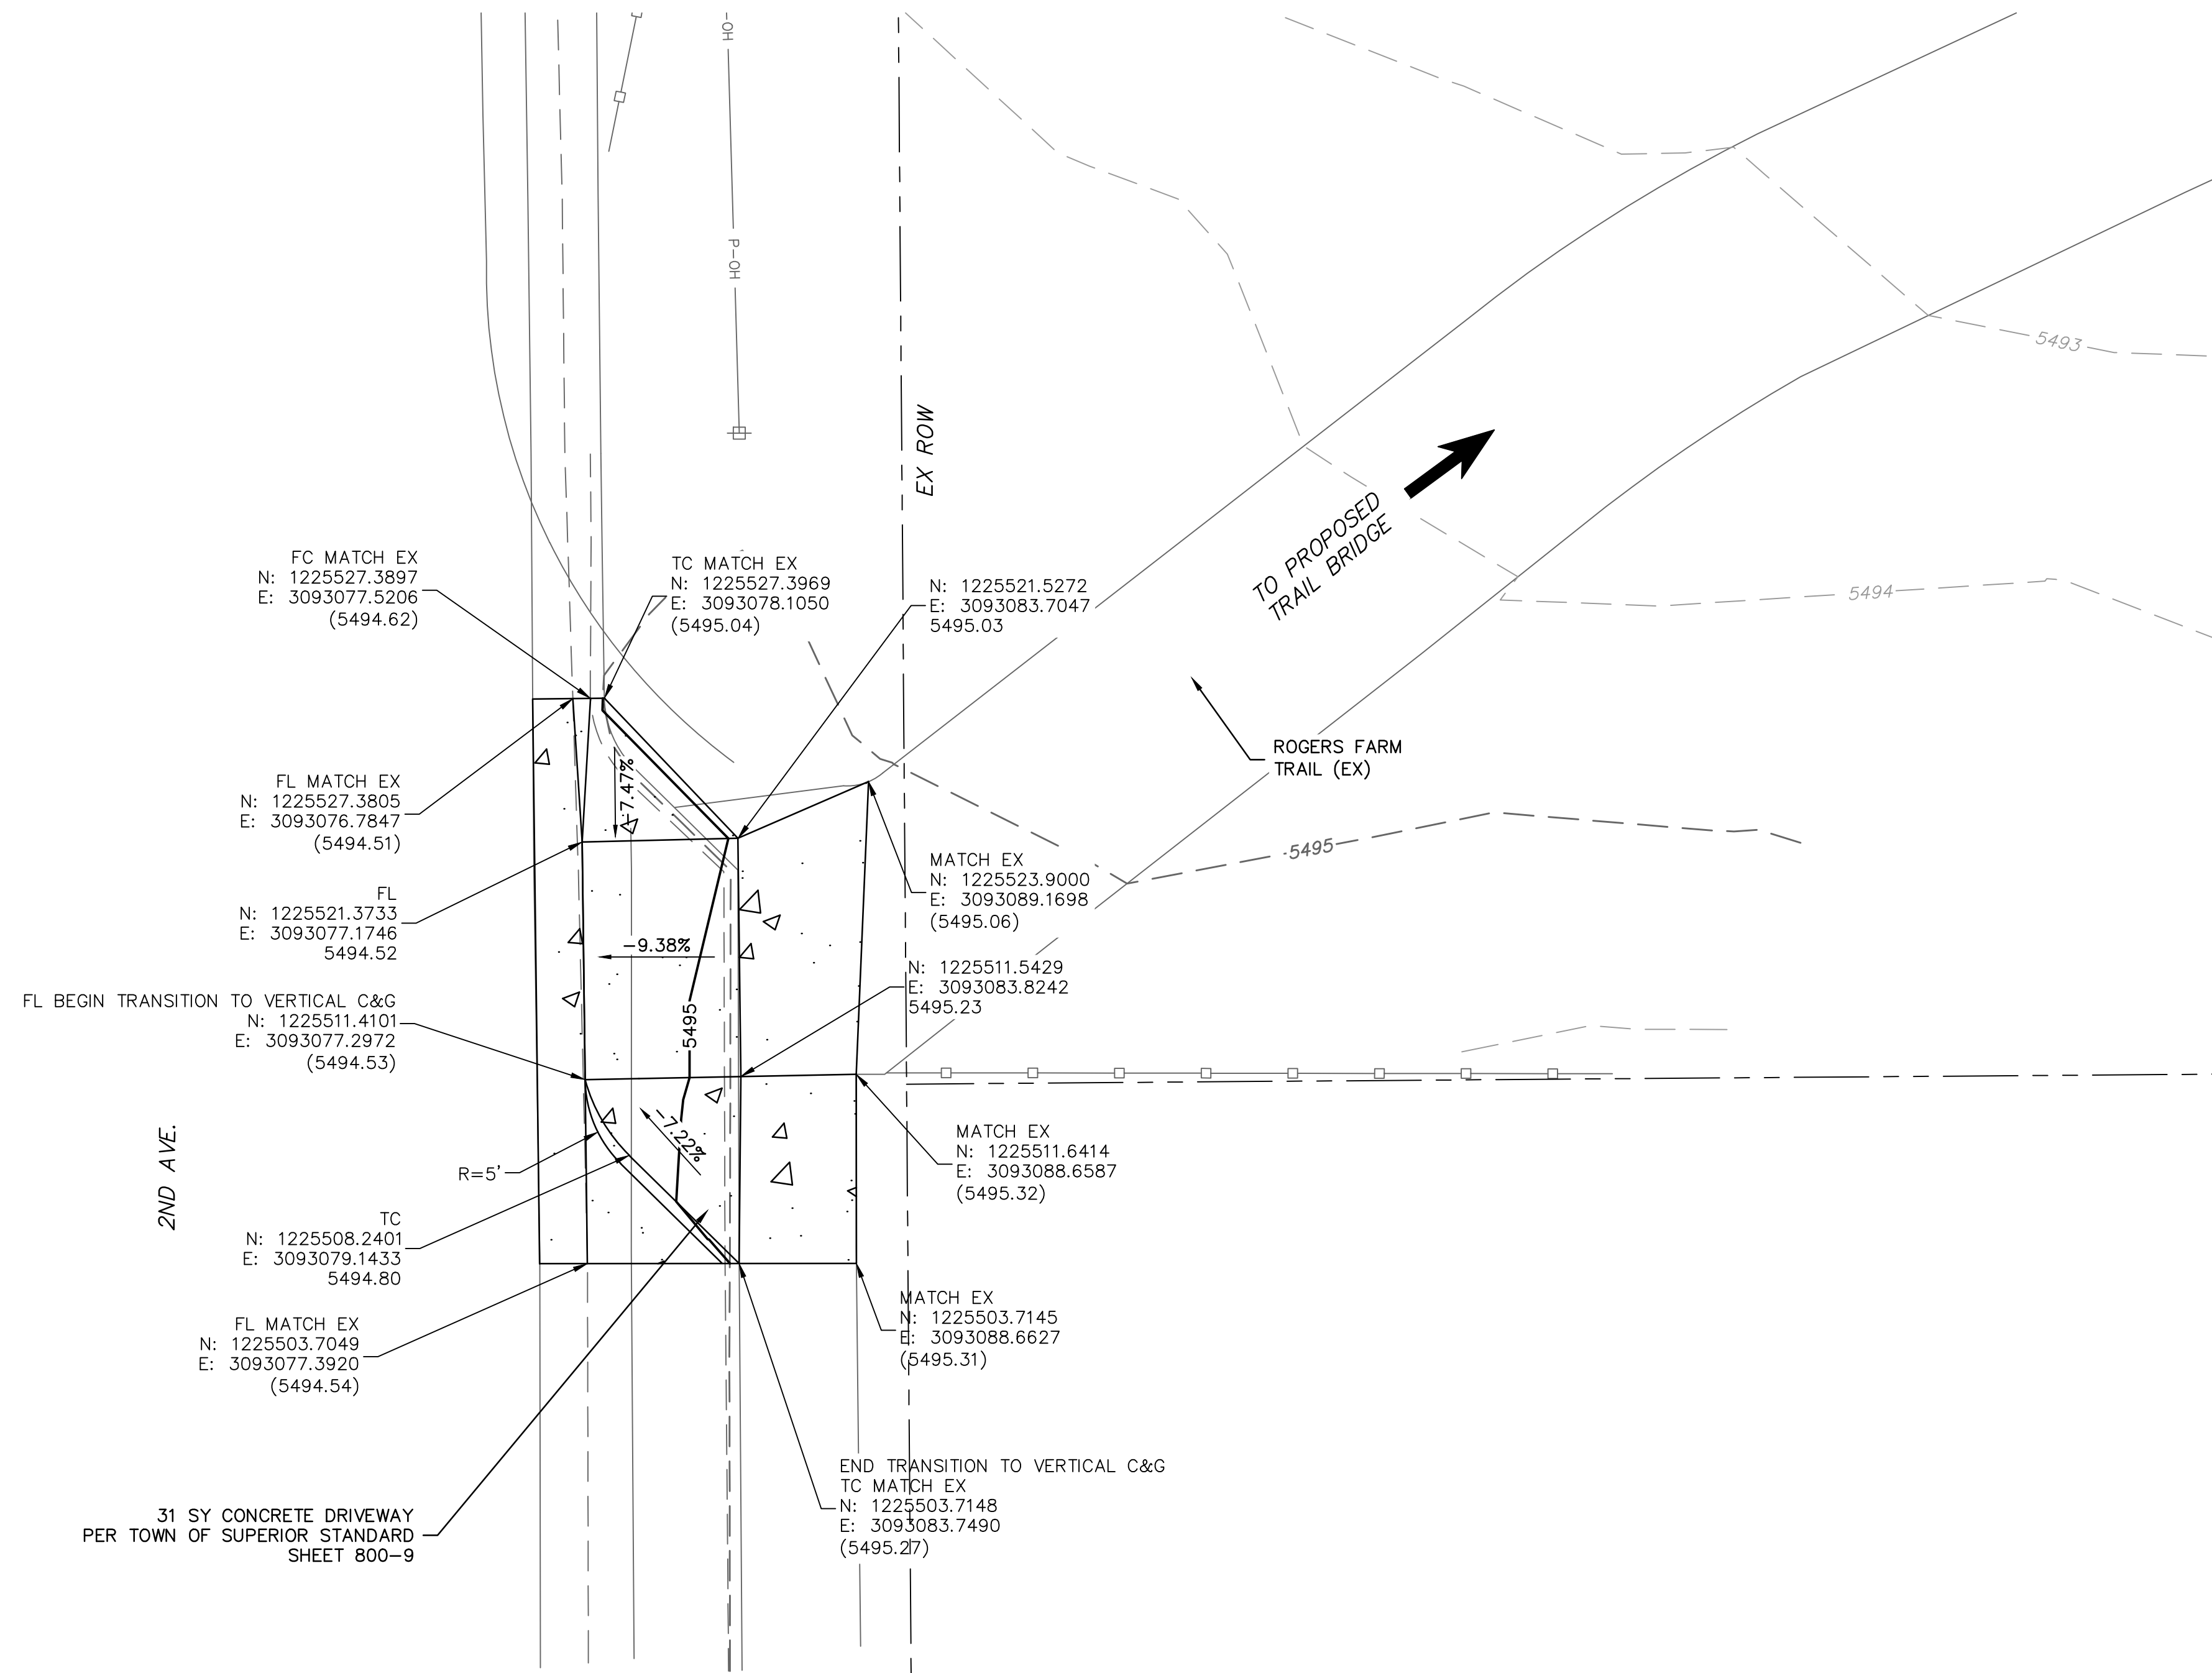 -OH
P-OH
EX ROW
5493
TO PROPOSED
TRAIL BRIDGE
5494
FC MATCH EX
N: 1225527.3897
E: 3093077.5206
(5494.62)
TC MATCH EX
N: 1225527.3969
E: 3093078.1050
(5495.04)
N: 1225521.5272
E: 3093083.7047
5495.03
ROGERS FARM
TRAIL (EX)
FL MATCH EX
N: 1225527.3805
E: 3093076.7847
(5494.51)
-7.47%
5495
MATCH EX
N: 1225523.9000
E: 3093089.1698
(5495.06)
FL
N: 1225521.3733
E: 3093077.1746
5494.52
-9.38%
N: 1225511.5429
E: 3093083.8242
5495.23
FL BEGIN TRANSITION TO VERTICAL C&G
N: 1225511.4101
E: 3093077.2972
(5494.53)
5495
2ND AVE.
-7.22%
MATCH EX
N: 1225511.6414
E: 3093088.6587
(5495.32)
R=5'
TC
N: 1225508.2401
E: 3093079.1433
5494.80
MATCH EX
N: 1225503.7145
E: 3093088.6627
(5495.31)
FL MATCH EX
N: 1225503.7049
E: 3093077.3920
(5494.54)
END TRANSITION TO VERTICAL C&G
TC MATCH EX
N: 1225503.7148
E: 3093083.7490
(5495.27)
31 SY CONCRETE DRIVEWAY
PER TOWN OF SUPERIOR STANDARD
SHEET 800-9